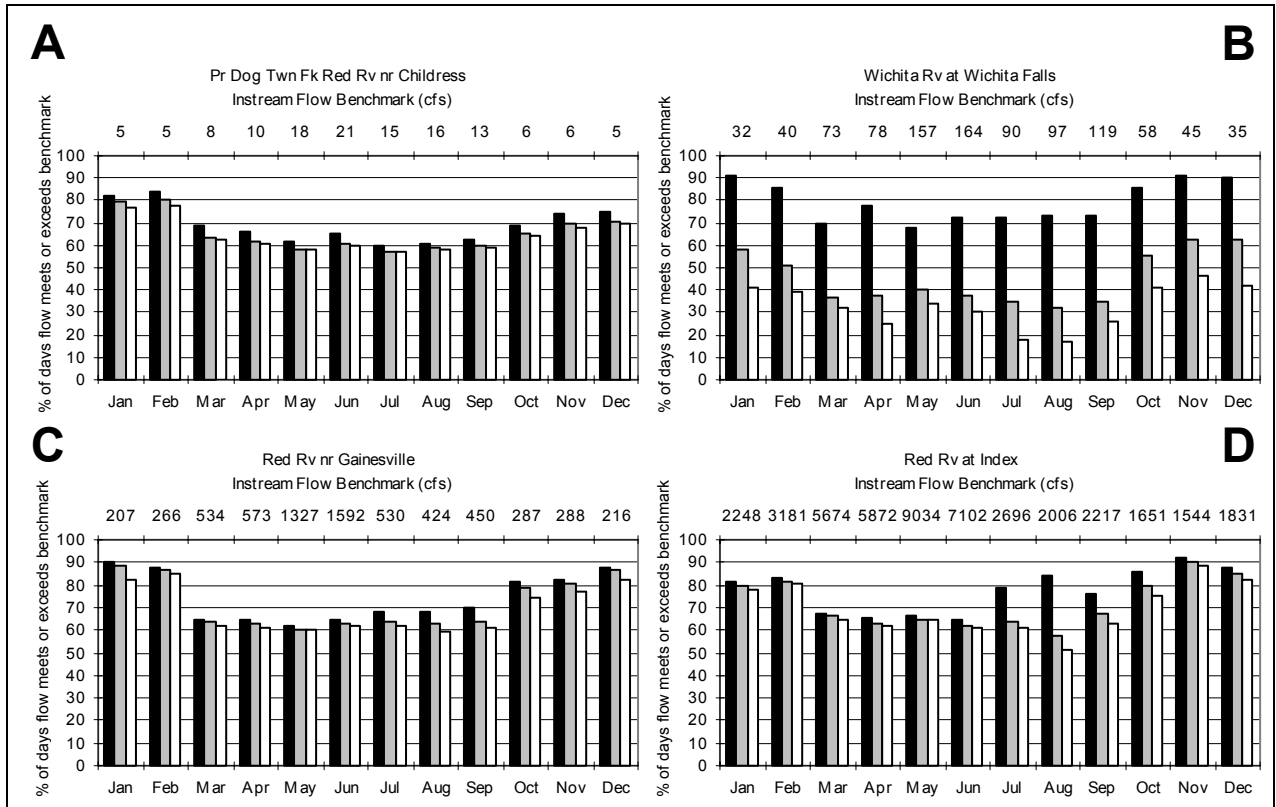 A
Pr Dog Twn Fk Red Rv nr Childress
Instream Flow Benchmark (cfs)
5 5 8 10 18 21 15 16 13 6 6 5
% of days flow meets or exceeds benchmark
100
90
80
70
60
50
40
30
20
10
0
Jan Feb Mar Apr May Jun Jul Aug Sep Oct Nov Dec
B
Wichita Rv at Wichita Falls
Instream Flow Benchmark (cfs)
32 40 73 78 157 164 90 97 119 58 45 35
% of days flow meets or exceeds benchmark
100
90
80
70
60
50
40
30
20
10
0
Jan Feb Mar Apr May Jun Jul Aug Sep Oct Nov Dec
C
Red Rv nr Gainesville
Instream Flow Benchmark (cfs)
207 266 534 573 1327 1592 530 424 450 287 288 216
% of days flow meets or exceeds benchmark
100
90
80
70
60
50
40
30
20
10
0
Jan Feb Mar Apr May Jun Jul Aug Sep Oct Nov Dec
D
Red Rv at Index
Instream Flow Benchmark (cfs)
2248 3181 5674 5872 9034 7102 2696 2006 2217 1651 1544 1831
% of days flow meets or exceeds benchmark
100
90
80
70
60
50
40
30
20
10
0
Jan Feb Mar Apr May Jun Jul Aug Sep Oct Nov Dec